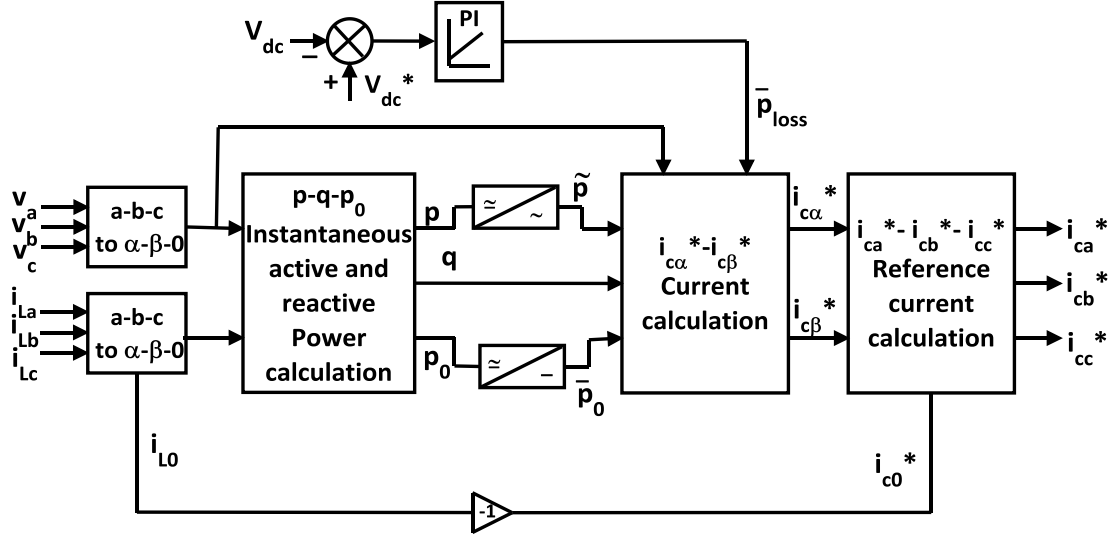 V_dc
−
+
V_dc*
PI
p̄_loss
v_a
v_b
v_c
a-b-c
to α-β-0
i_La
i_Lb
i_Lc
a-b-c
to α-β-0
p-q-p_0
Instantaneous
active and
reactive
Power
calculation
p
q
p_0
≃
~
p̃
≃
−
p̄_0
i_cα*-i_cβ*
Current
calculation
i_cα*
i_cβ*
i_ca*- i_cb*- i_cc*
Reference
current
calculation
i_ca*
i_cb*
i_cc*
i_L0
-1
i_c0*